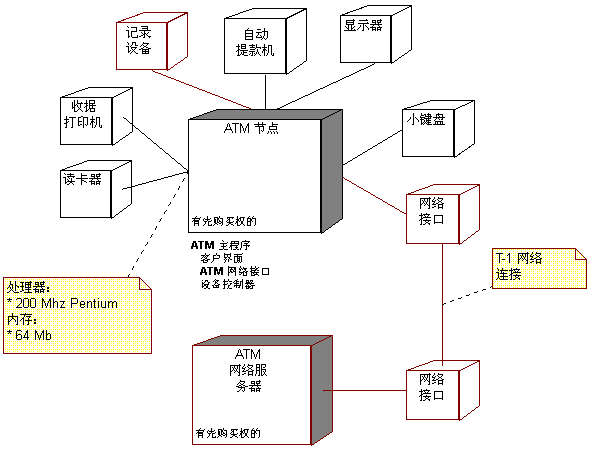 记录
设备
自动
提款机
显示器
收据
打印机
ATM 节点
小键盘
读卡器
有先购买权的
网络
接口
ATM 主程序
客户界面
ATM 网络接口
设备控制器
T-1 网络
连接
处理器：
* 200 Mhz Pentium
内存：
* 64 Mb
ATM
网络服
务器
有先购买权的
网络
接口